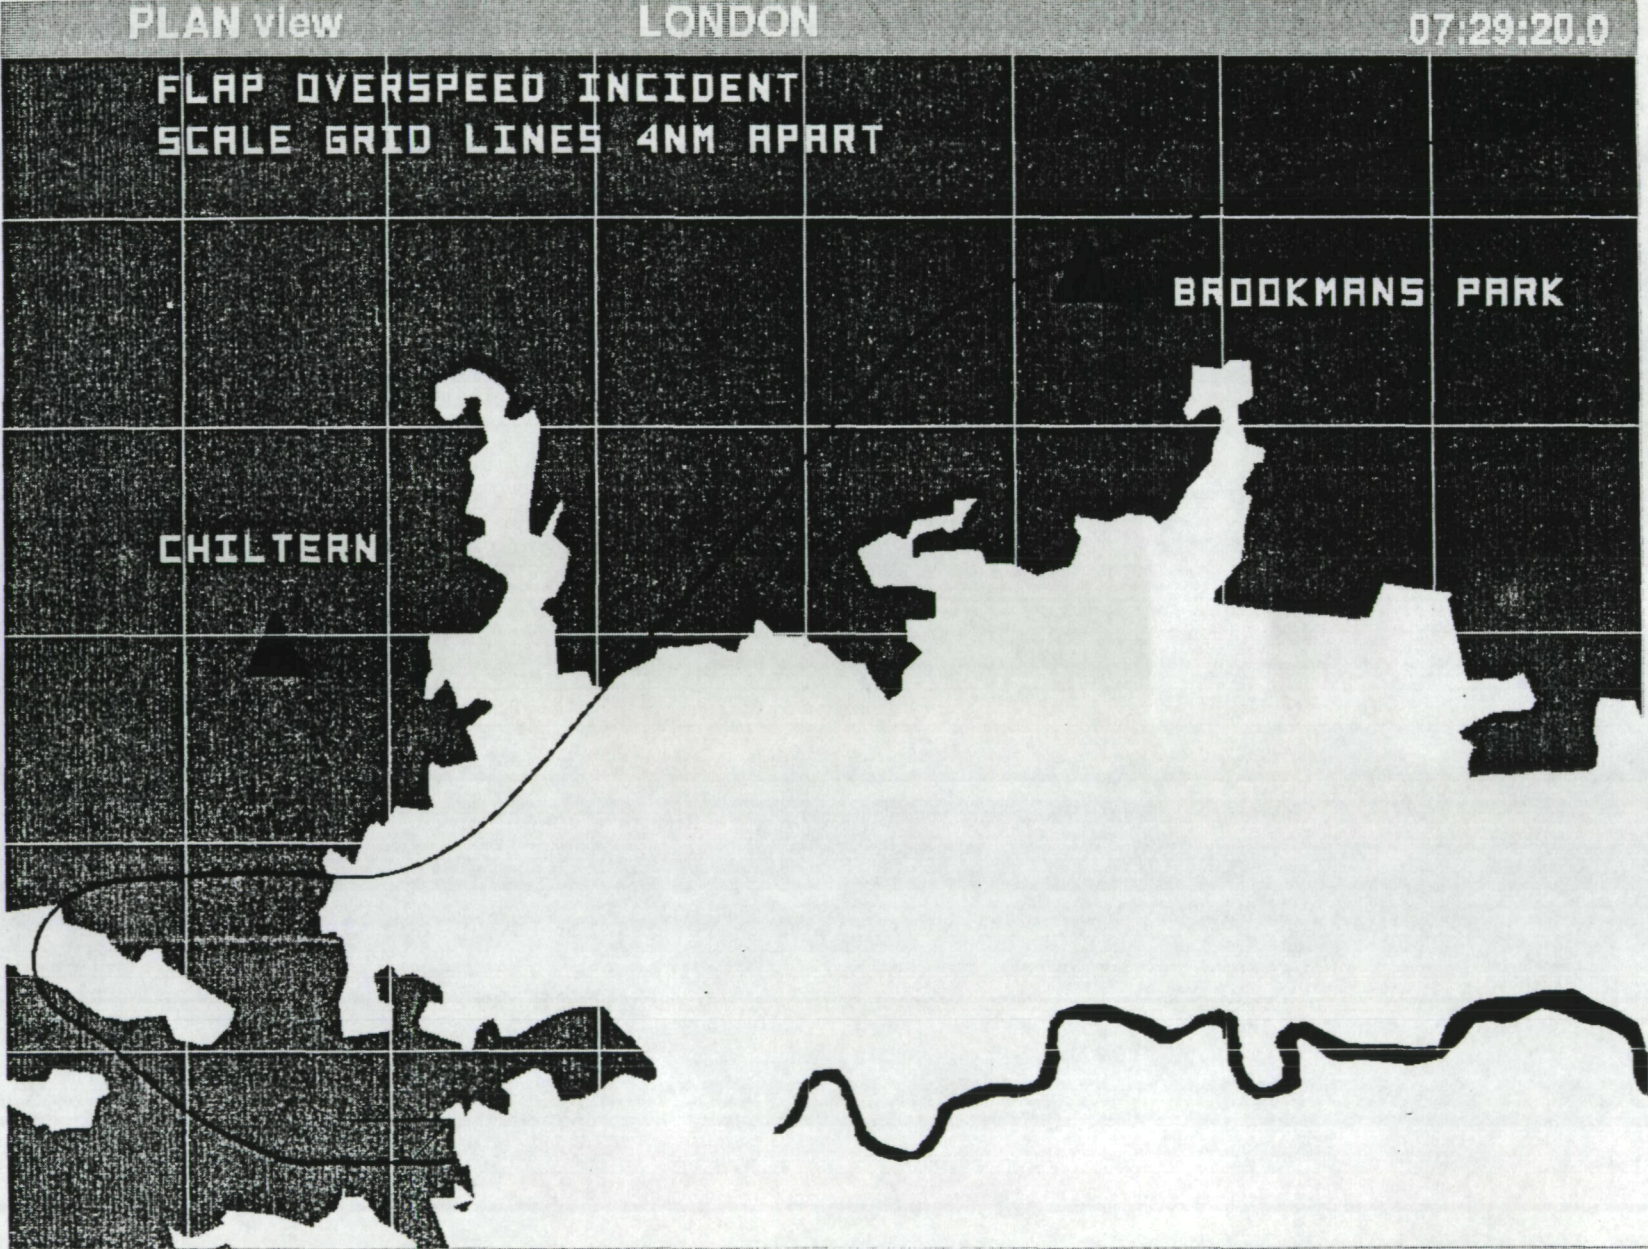 PLAN view LONDON 07:29:20.0
FLAP OVERSPEED INCIDENT
SCALE GRID LINES 4NM APART
BROOKMANS PARK
CHILTERN